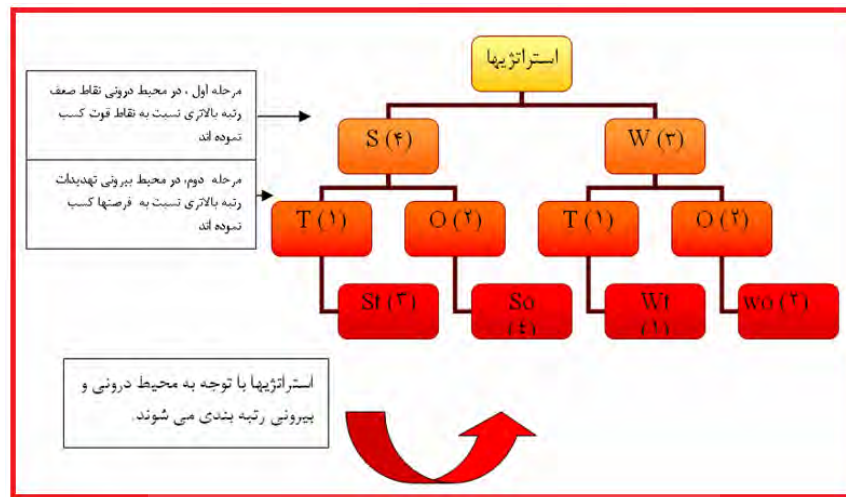 استراتژیها
مرحله اول ، در محیط درونی نقاط صعف
رتبه بالاتری نسبت به نقاط قوت کسب
نموده اند
S (۴)
W (۳)
مرحله دوم، در محیط بیرونی تهدیدات
رتبه بالاتری نسبت به فرصتها کسب
نموده اند
T (۱)
O (۲)
T (۱)
O (۲)
St (۳)
So
(٤)
Wt
(۱)
wo (۲)
استراتژیها با توجه به محیط درونی و
بیرونی رتبه بندی می شوند.